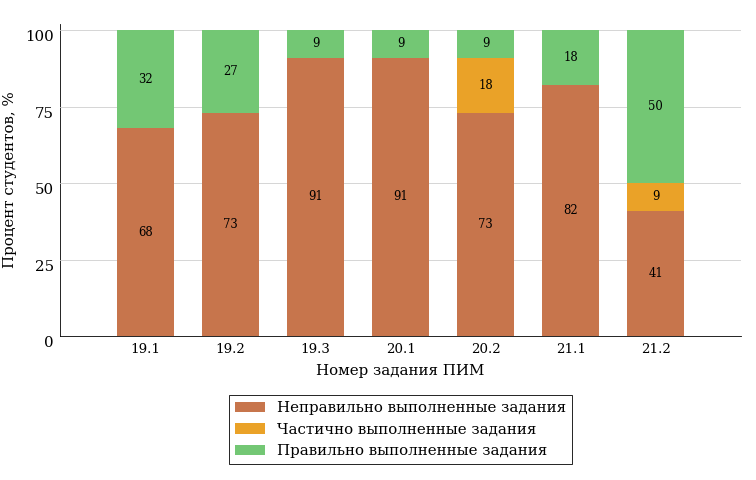 Процент студентов, %
100
75
50
25
0
32 27 9 9 9 18 50
18 9
68 73 91 91 73 82 41
19.1 19.2 19.3 20.1 20.2 21.1 21.2
Номер задания ПИМ
Неправильно выполненные задания
Частично выполненные задания
Правильно выполненные задания